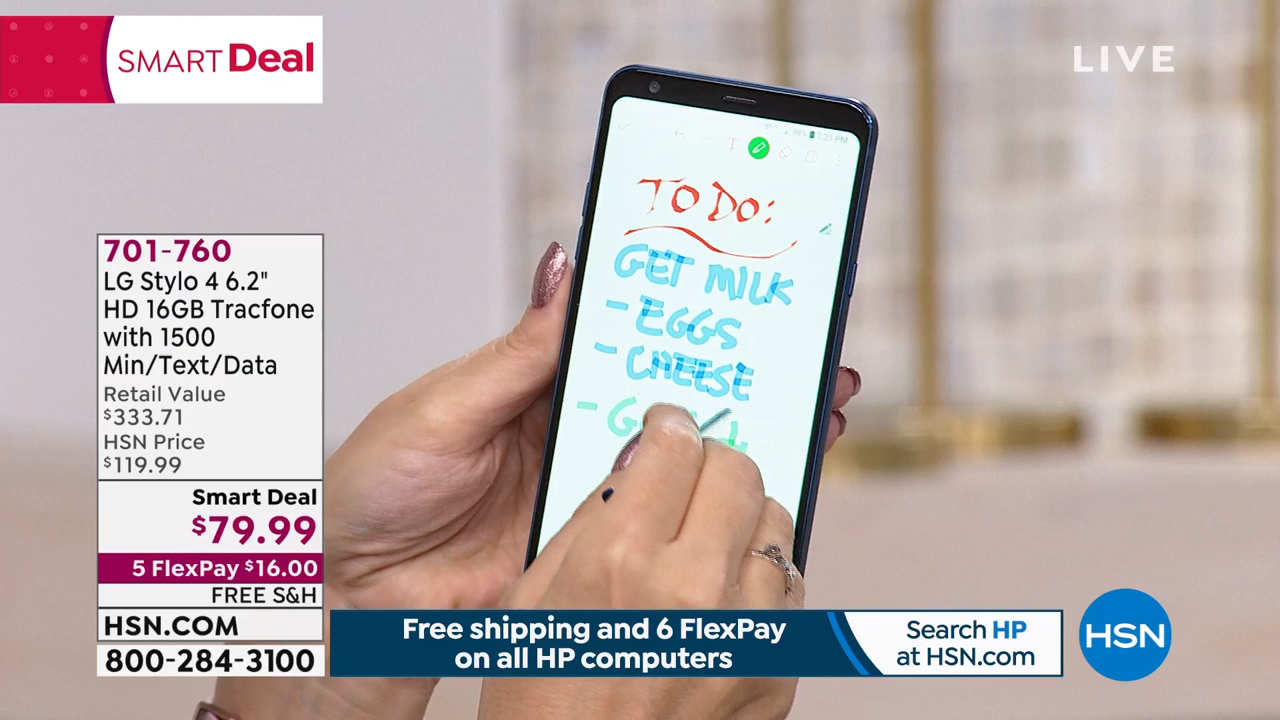 SMART Deal
LIVE
701-760
LG Stylo 4 6.2"
HD 16GB Tracfone
with 1500
Min/Text/Data
Retail Value
$333.71
HSN Price
$119.99
Smart Deal
$79.99
5 FlexPay $16.00
FREE S&H
HSN.COM
800-284-3100
7:21 PM
T
TO DO:
GET MILK
- EGGS
- CHEESE
Free shipping and 6 FlexPay
on all HP computers
Search HP
at HSN.com
HSN